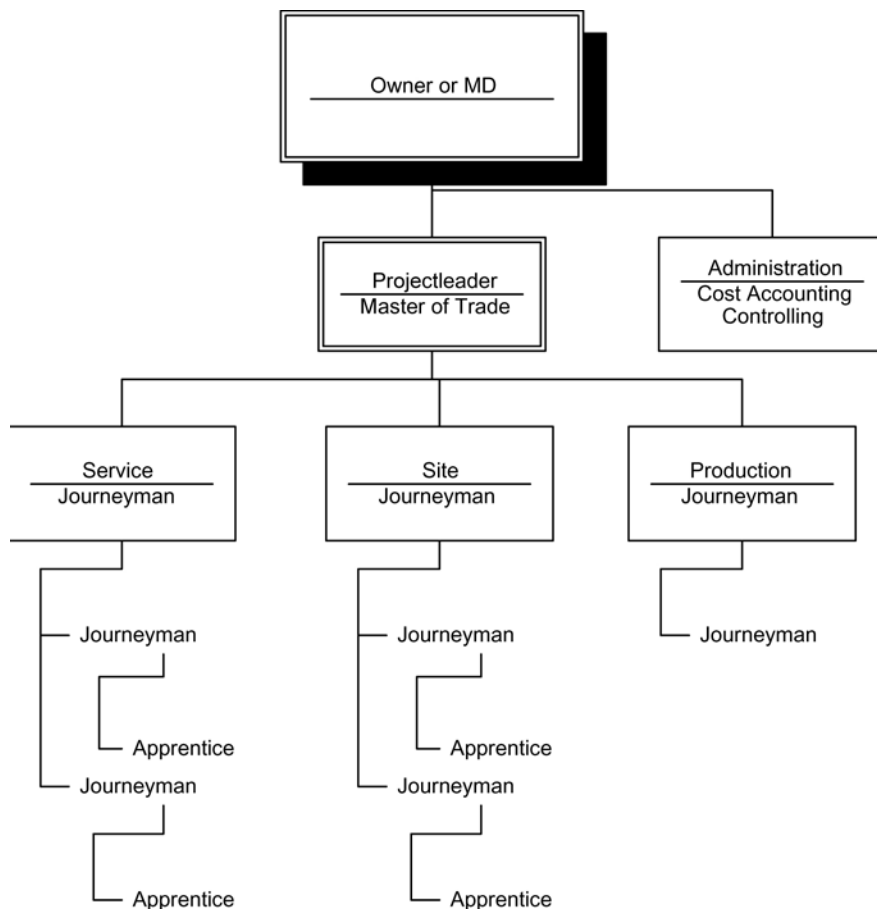 Owner or MD
Projectleader
Master of Trade
Administration
Cost Accounting
Controlling
Service
Journeyman
Site
Journeyman
Production
Journeyman
Journeyman
Apprentice
Journeyman
Apprentice
Journeyman
Apprentice
Journeyman
Apprentice
Journeyman